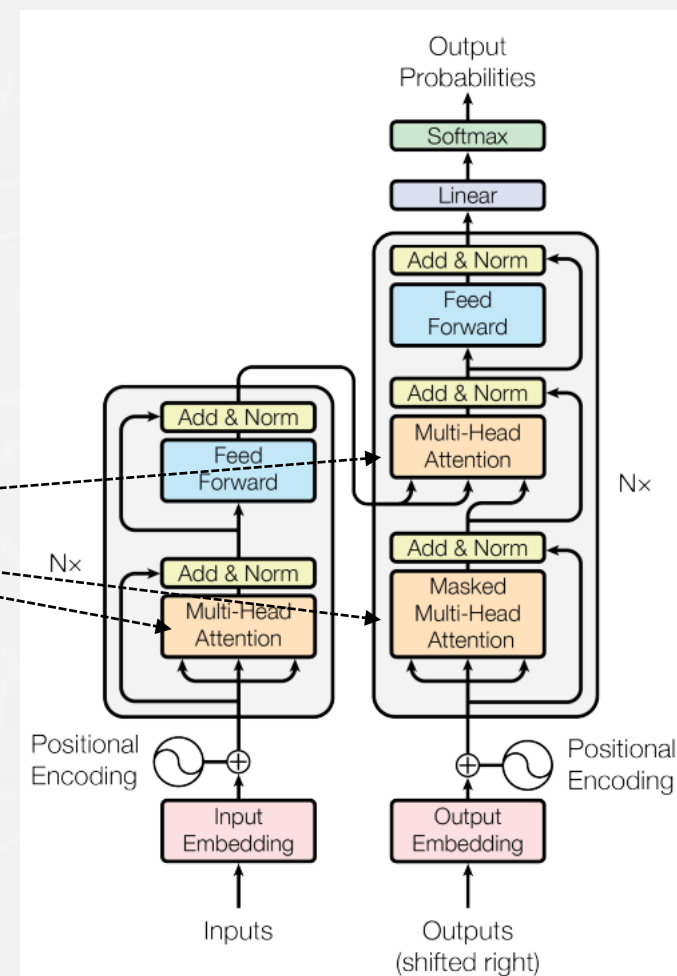 Output
Probabilities
Softmax
Linear
Add & Norm
Feed
Forward
Add & Norm
Multi-Head
Attention
Nx
Add & Norm
Masked
Multi-Head
Attention
Positional
Encoding
Output
Embedding
Outputs
(shifted right)
Add & Norm
Feed
Forward
Nx
Add & Norm
Multi-Head
Attention
Positional
Encoding
Input
Embedding
Inputs